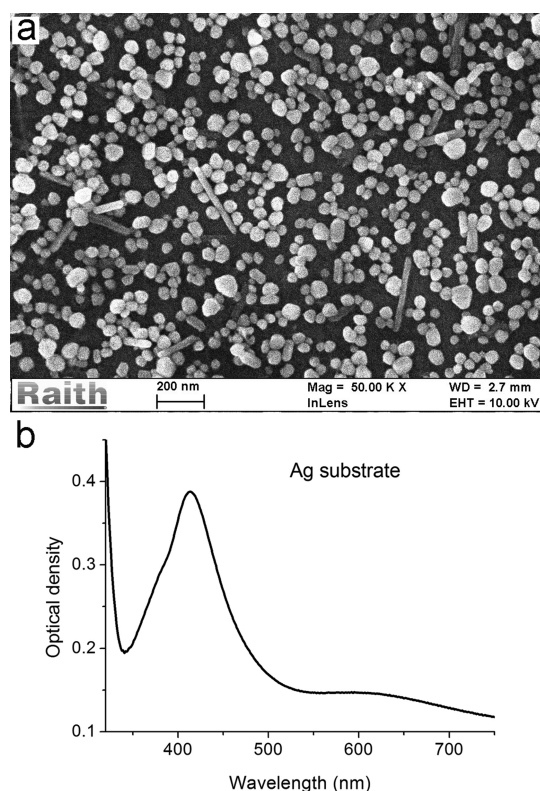 a
Raith
200 nm
Mag = 50.00 K X
WD = 2.7 mm
InLens
EHT = 10.00 kV
b
Ag substrate
Optical density
0.4
0.3
0.2
0.1
400
500
600
700
Wavelength (nm)